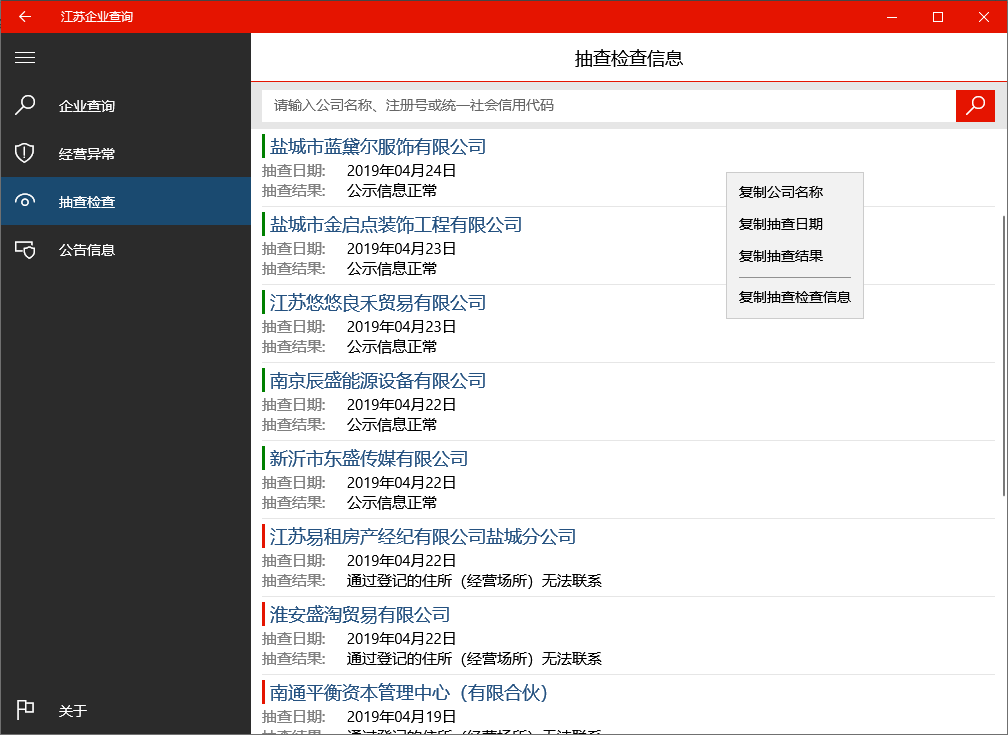 江苏企业查询
企业查询
经营异常
抽查检查
公告信息
关于
抽查检查信息
请输入公司名称、注册号或统一社会信用代码
盐城市蓝黛尔服饰有限公司
抽查日期: 2019年04月24日
抽查结果: 公示信息正常
盐城市金启点装饰工程有限公司
抽查日期: 2019年04月23日
抽查结果: 公示信息正常
江苏悠悠良禾贸易有限公司
抽查日期: 2019年04月23日
抽查结果: 公示信息正常
南京辰盛能源设备有限公司
抽查日期: 2019年04月22日
抽查结果: 公示信息正常
新沂市东盛传媒有限公司
抽查日期: 2019年04月22日
抽查结果: 公示信息正常
江苏易租房产经纪有限公司盐城分公司
抽查日期: 2019年04月22日
抽查结果: 通过登记的住所（经营场所）无法联系
淮安盛淘贸易有限公司
抽查日期: 2019年04月22日
抽查结果: 通过登记的住所（经营场所）无法联系
南通平衡资本管理中心（有限合伙）
抽查日期: 2019年04月19日
抽查结果: 通过登记的住所（经营场所）无法联系
复制公司名称
复制抽查日期
复制抽查结果
复制抽查检查信息